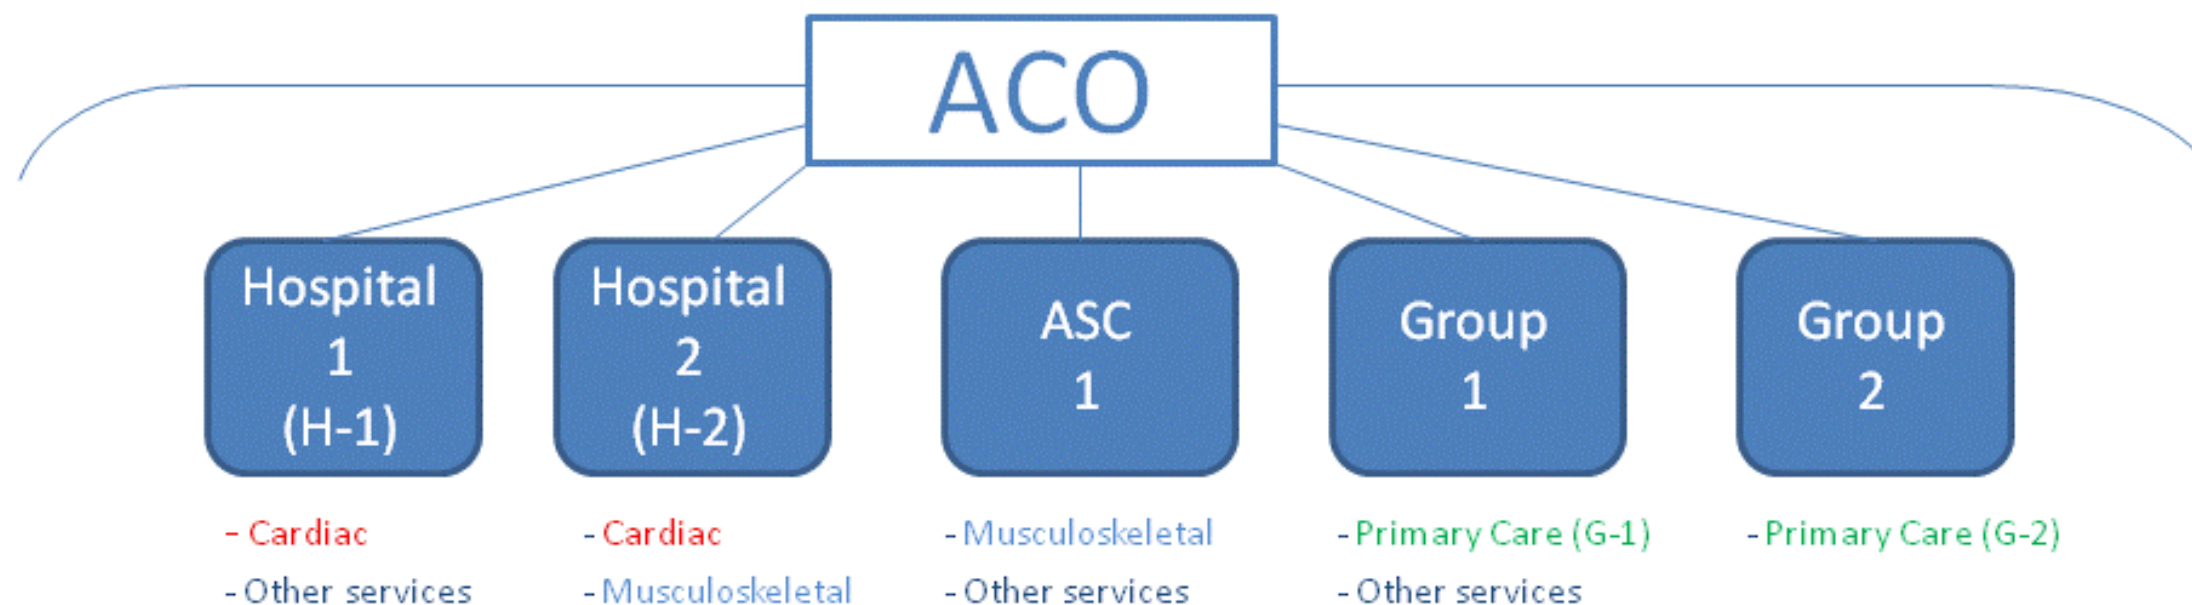 ACO
Hospital
1
(H-1)
Hospital
2
(H-2)
ASC
1
Group
1
Group
2
- Cardiac
- Other services
- Cardiac
- Musculoskeletal
- Musculoskeletal
- Other services
- Primary Care (G-1)
- Other services
- Primary Care (G-2)